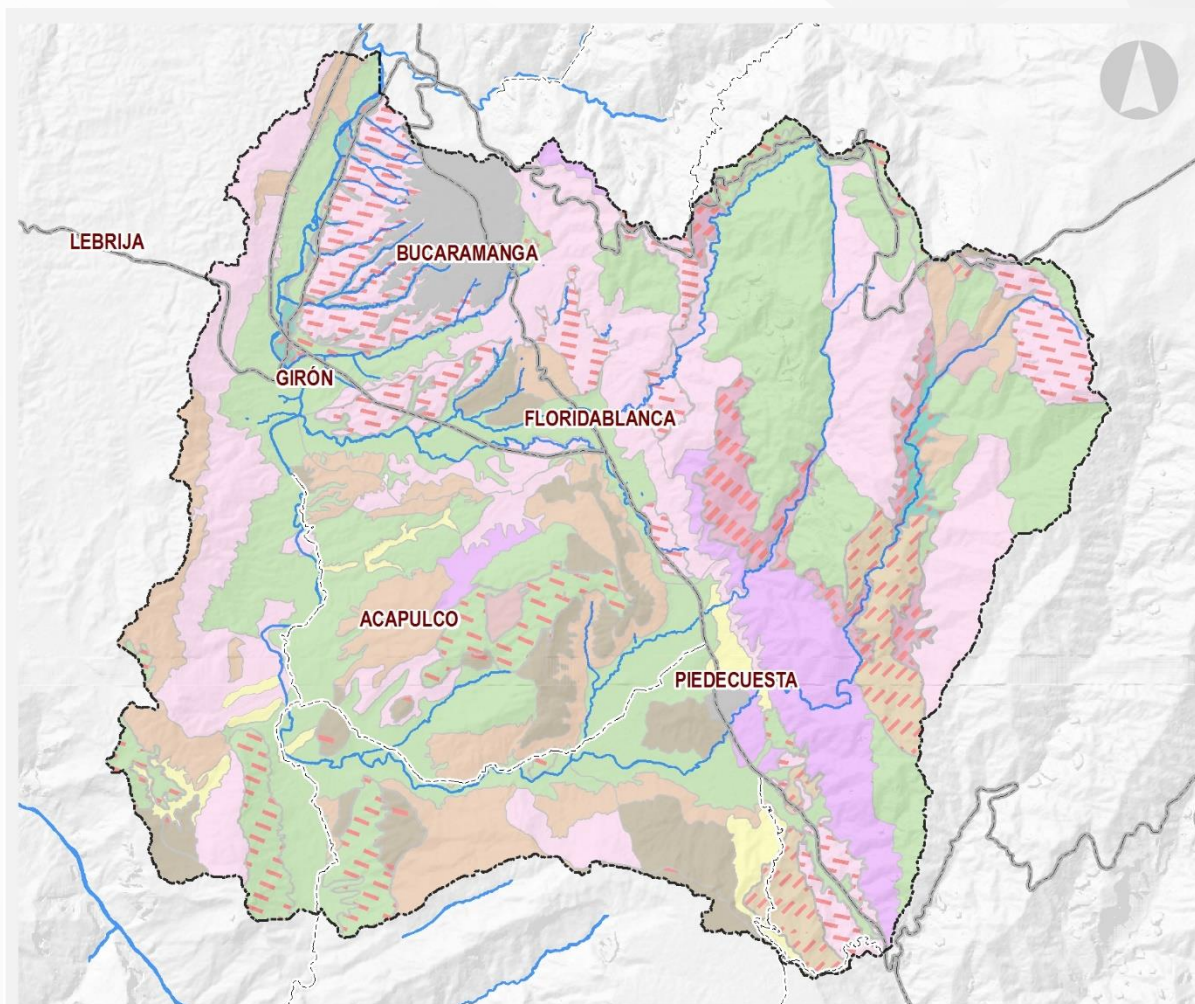 LEBRIJA
BUCARAMANGA
GIRÓN
FLORIDABLANCA
ACAPULCO
PIEDECUESTA